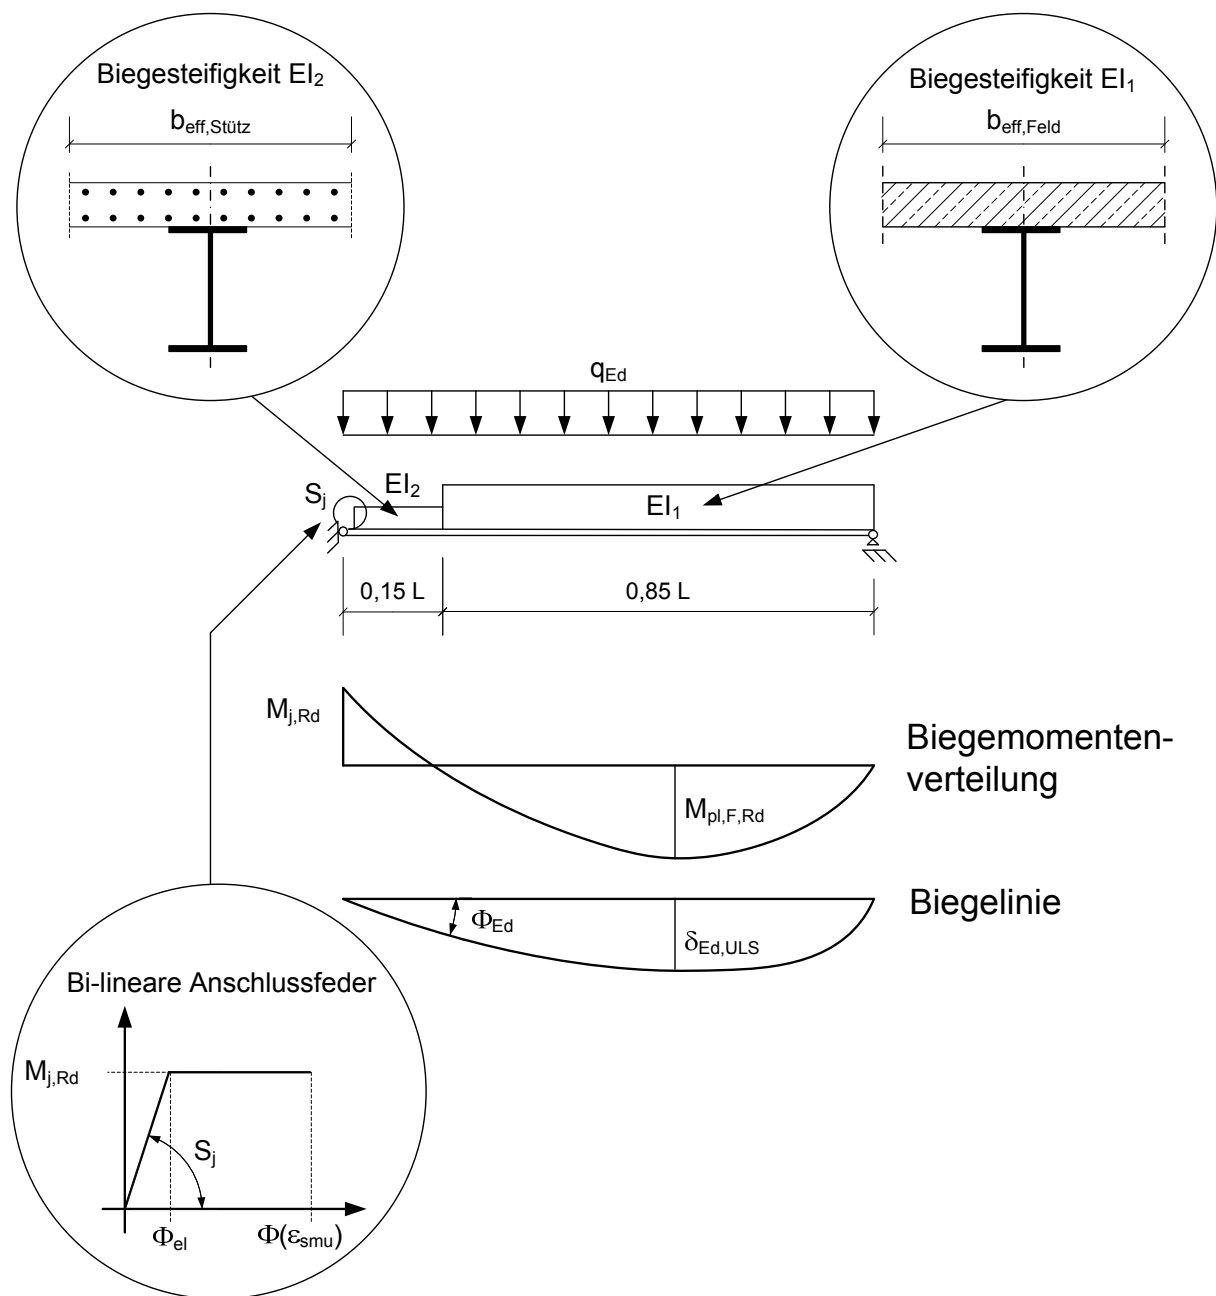 Biegesteifigkeit EI₂
b_eff,Stütz
Biegesteifigkeit EI₁
b_eff,Feld
q_Ed
S_j
EI₂
EI₁
0,15 L
0,85 L
M_j,Rd
M_pl,F,Rd
Biegemomenten-
verteilung
Φ_Ed
δ_Ed,ULS
Biegelinie
Bi-lineare Anschlussfeder
M_j,Rd
S_j
Φ_el
Φ(ε_smu)